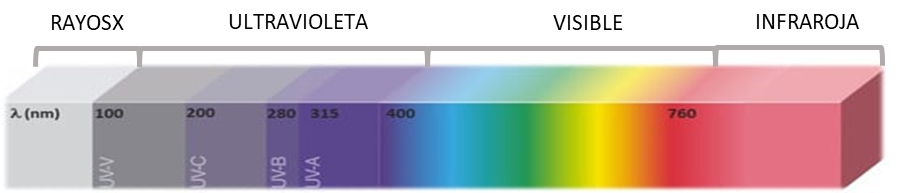 RAYOSX ULTRAVIOLETA VISIBLE INFRAROJA
λ (nm) 100 200 280 315 400 760
UV-V UV-C UV-B UV-A